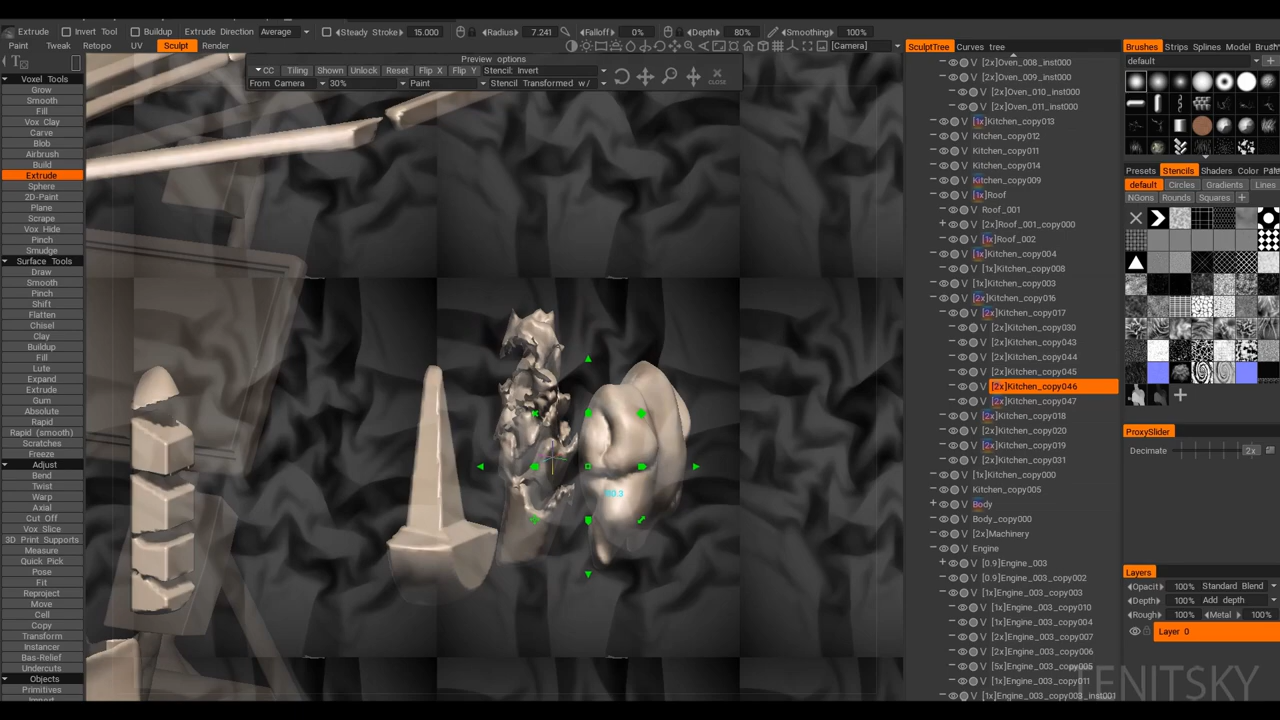 Extrude Invert Tool Buildup Extrude Direction Average Steady Stroke 15.000 Radius 7.241 Falloff 0% Depth 80% Smoothing 100%
Paint Tweak Retopo UV Sculpt Render [Camera]
Preview options
CC Tiling Shown Unlock Reset Flip X Flip Y Stencil: Invert
From Camera 30% Paint Stencil Transformed w/
CLOSE
Voxel Tools
Grow
Smooth
Fill
Vox Clay
Carve
Blob
Airbrush
Build
Extrude
Sphere
2D-Paint
Plane
Scrape
Vox Hide
Pinch
Smudge
Surface Tools
Draw
Smooth
Pinch
Shift
Flatten
Chisel
Clay
Buildup
Fill
Lute
Expand
Extrude
Gum
Absolute
Rapid
Rapid (smooth)
Scratches
Freeze
Adjust
Bend
Twist
Warp
Axial
Cut Off
Vox Slice
3D Print Supports
Measure
Quick Pick
Pose
Fit
Reproject
Move
Cell
Copy
Transform
Instancer
Bas-Relief
Undercuts
Objects
Primitives
SculptTree Curves tree
V [2x]Oven_008_inst000
V [2x]Oven_009_inst000
V [2x]Oven_010_inst000
V [2x]Oven_011_inst000
V [1x]Kitchen_copy013
V Kitchen_copy012
V Kitchen_copy011
V Kitchen_copy014
V Kitchen_copy009
V [1x]Roof
V Roof_001
V [2x]Roof_001_copy000
V [1x]Roof_002
V [1x]Kitchen_copy004
V [1x]Kitchen_copy008
V [1x]Kitchen_copy003
V [2x]Kitchen_copy016
V [2x]Kitchen_copy017
V [2x]Kitchen_copy030
V [2x]Kitchen_copy043
V [2x]Kitchen_copy044
V [2x]Kitchen_copy045
V [2x]Kitchen_copy046
V [2x]Kitchen_copy047
V [2x]Kitchen_copy018
V [2x]Kitchen_copy020
V [2x]Kitchen_copy019
V [2x]Kitchen_copy031
V [1x]Kitchen_copy000
V Kitchen_copy005
V Body
V Body_copy000
V [2x]Machinery
V Engine
V [0.9]Engine_003
V [0.9]Engine_003_copy002
V [1x]Engine_003_copy003
V [1x]Engine_003_copy010
V [1x]Engine_003_copy004
V [2x]Engine_003_copy007
V [2x]Engine_003_copy006
V [5x]Engine_003_copy005
V [1x]Engine_003_copy011
V [1x]Engine_003_copy003_inst001
Brushes Strips Splines Model
default
Presets Stencils Shaders Color
default Circles Gradients Lines
NGons Rounds Squares
ProxySlider
Decimate 2x
Layers
Opacit 100% Standard Blend
Depth: 100% Add depth
Rough: 100% Metal 100%
Layer 0
ENITSKY